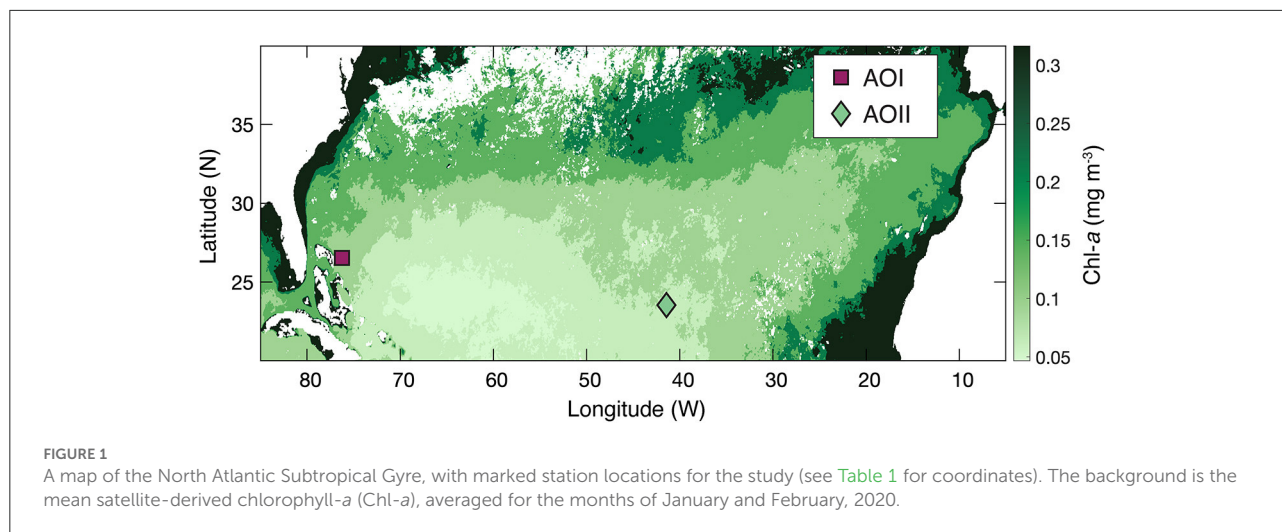 AOI
AOII
35
30
25
Latitude (N)
80
70
60
50
40
30
20
10
Longitude (W)
0.3
0.25
0.2
0.15
0.1
0.05
Chl-a (mg m⁻³)
FIGURE 1
A map of the North Atlantic Subtropical Gyre, with marked station locations for the study (see Table 1 for coordinates). The background is the
mean satellite-derived chlorophyll-a (Chl-a), averaged for the months of January and February, 2020.